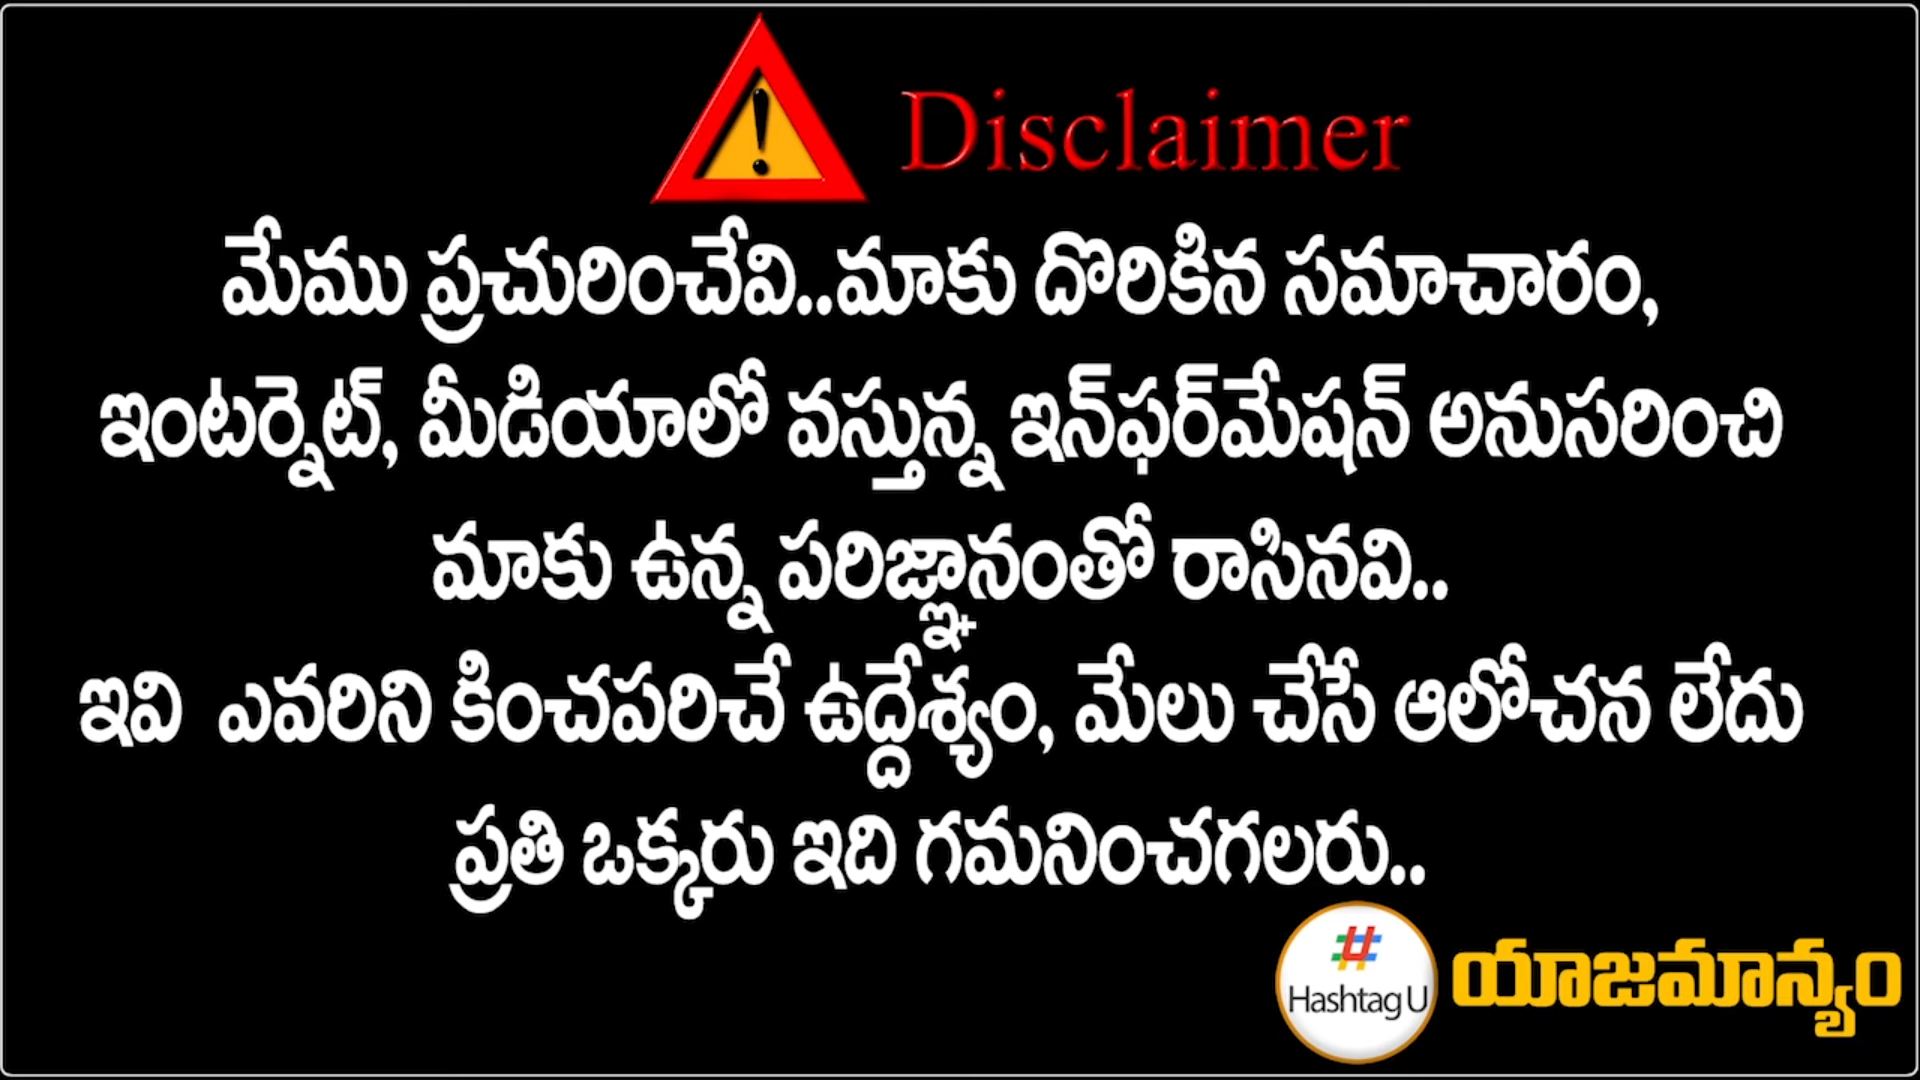 Disclaimer
మేము ప్రచురించేవి..మాకు దొరికిన సమాచారం,
ఇంటర్నెట్, మీడియాలో వస్తున్న ఇన్‌ఫర్‌మేషన్ అనుసరించి
మాకు ఉన్న పరిజ్ఞానంతో రాసినవి..
ఇవి ఎవరిని కించపరిచే ఉద్దేశ్యం, మేలు చేసే ఆలోచన లేదు
ప్రతి ఒక్కరు ఇది గమనించగలరు..
Hashtag U యాజమాన్యం